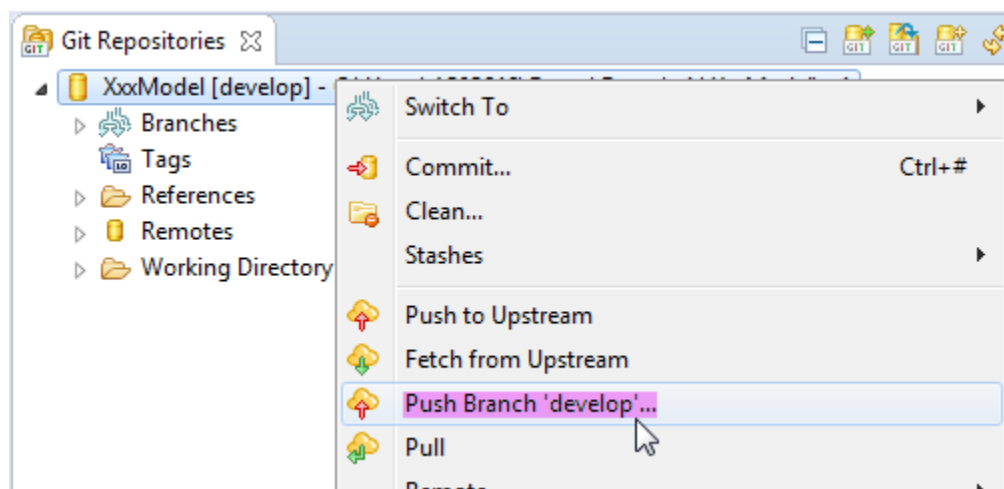 Git Repositories
XxxModel [develop] -
Branches
Tags
References
Remotes
Working Directory
Switch To
Commit... Ctrl+#
Clean...
Stashes
Push to Upstream
Fetch from Upstream
Push Branch 'develop'...
Pull
Remote